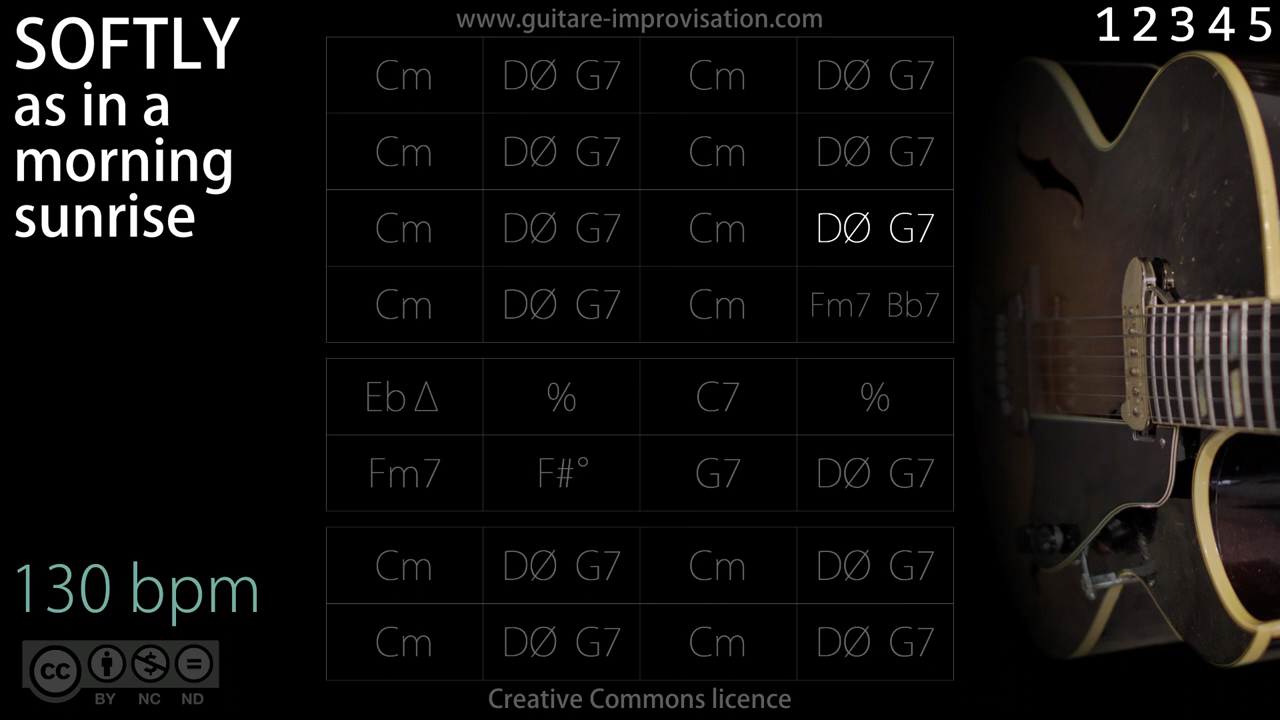 www.guitare-improvisation.com
1 2 3 4 5
SOFTLY
as in a
morning
sunrise
Cm DØ G7 Cm DØ G7
Cm DØ G7 Cm DØ G7
Cm DØ G7 Cm DØ G7
Cm DØ G7 Cm Fm7 Bb7
Eb Δ % C7 %
Fm7 F#° G7 DØ G7
Cm DØ G7 Cm DØ G7
Cm DØ G7 Cm DØ G7
130 bpm
cc
BY NC ND
Creative Commons licence